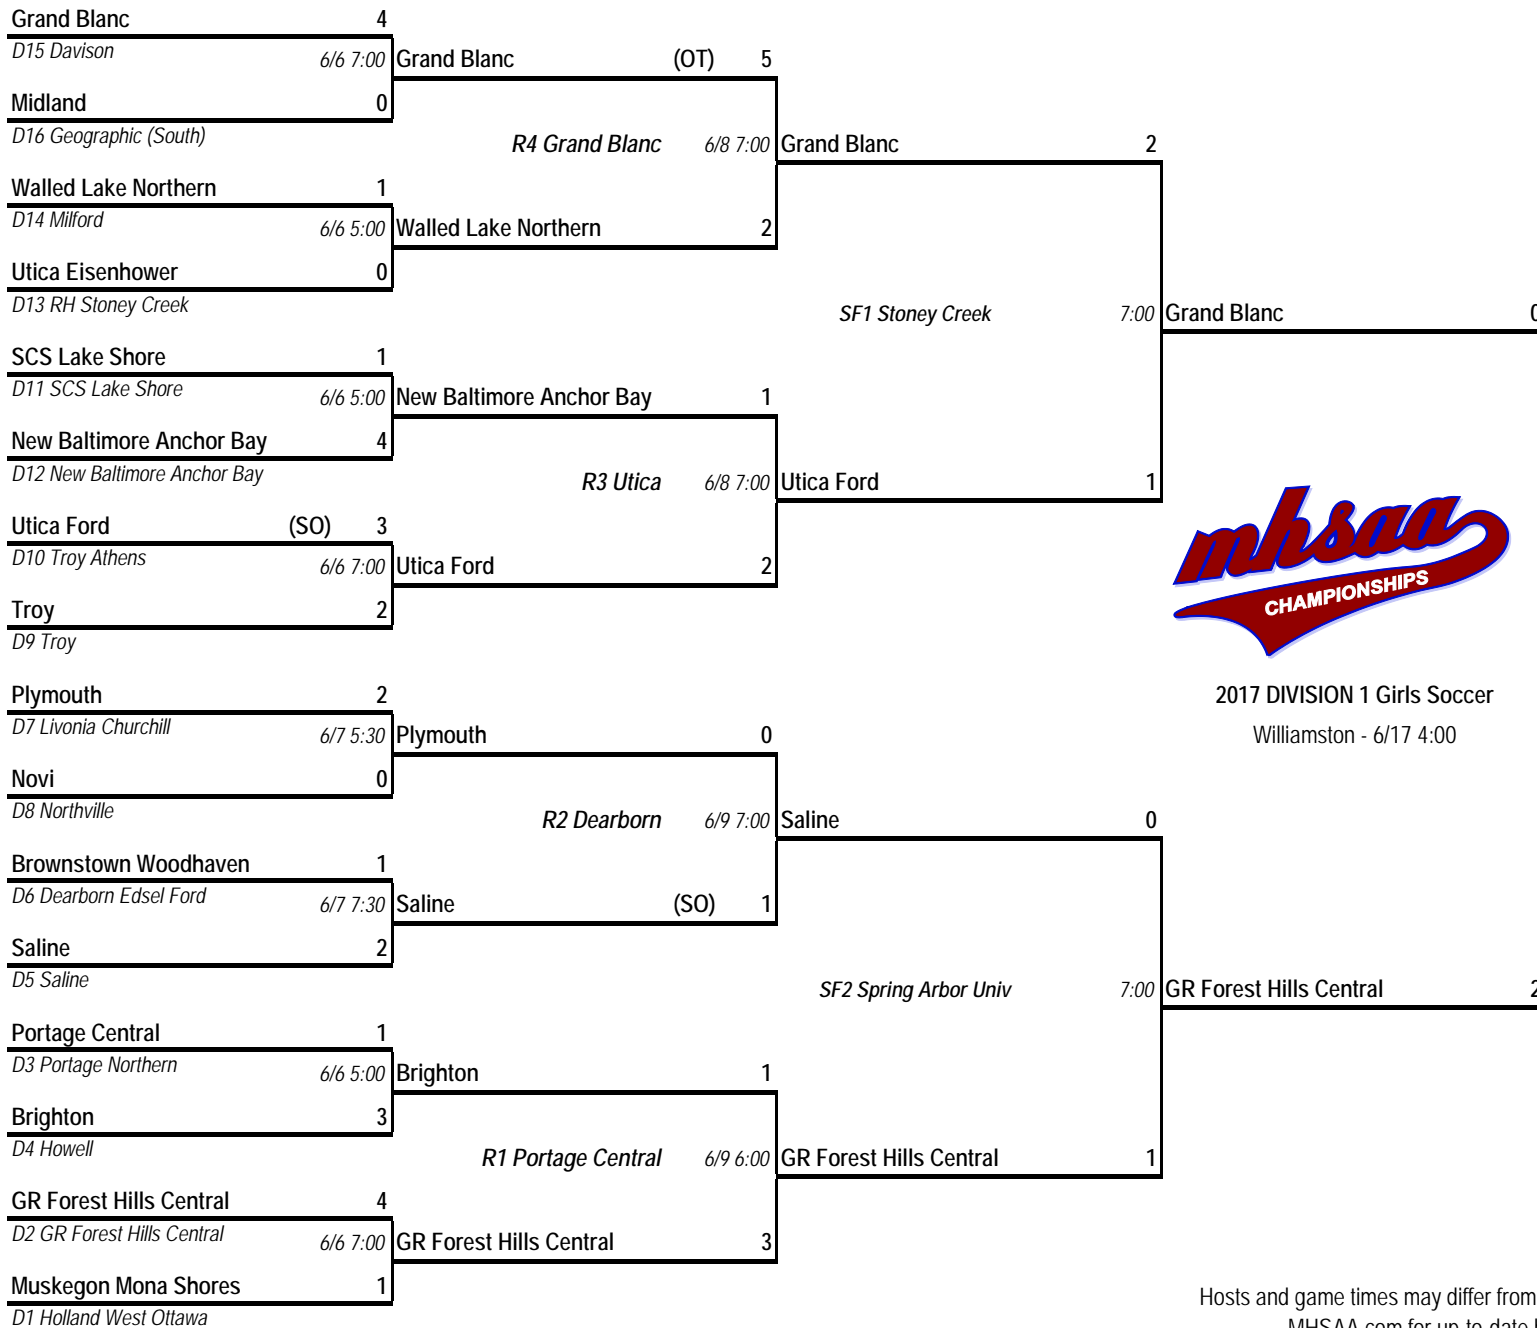 Grand Blanc 4
D15 Davison
6/6 7:00 Grand Blanc (OT) 5
Midland 0
D16 Geographic (South)
R4 Grand Blanc 6/8 7:00 Grand Blanc 2
Walled Lake Northern 1
D14 Milford
6/6 5:00 Walled Lake Northern 2
Utica Eisenhower 0
D13 RH Stoney Creek
SF1 Stoney Creek 7:00 Grand Blanc 0
SCS Lake Shore 1
D11 SCS Lake Shore
6/6 5:00 New Baltimore Anchor Bay 1
New Baltimore Anchor Bay 4
D12 New Baltimore Anchor Bay
R3 Utica 6/8 7:00 Utica Ford 1
Utica Ford (SO) 3
D10 Troy Athens
6/6 7:00 Utica Ford 2
Troy 2
D9 Troy
mhsaa
CHAMPIONSHIPS
Plymouth 2
2017 DIVISION 1 Girls Soccer
D7 Livonia Churchill
6/7 5:30 Plymouth 0
Williamston - 6/17 4:00
Novi 0
D8 Northville
R2 Dearborn 6/9 7:00 Saline 0
Brownstown Woodhaven 1
D6 Dearborn Edsel Ford
6/7 7:30 Saline (SO) 1
Saline 2
D5 Saline
SF2 Spring Arbor Univ 7:00 GR Forest Hills Central 2
Portage Central 1
D3 Portage Northern
6/6 5:00 Brighton 1
Brighton 3
D4 Howell
R1 Portage Central 6/9 6:00 GR Forest Hills Central 1
GR Forest Hills Central 4
D2 GR Forest Hills Central
6/6 7:00 GR Forest Hills Central 3
Muskegon Mona Shores 1
D1 Holland West Ottawa
Hosts and game times may differ from
MHSAA.com for up-to-date